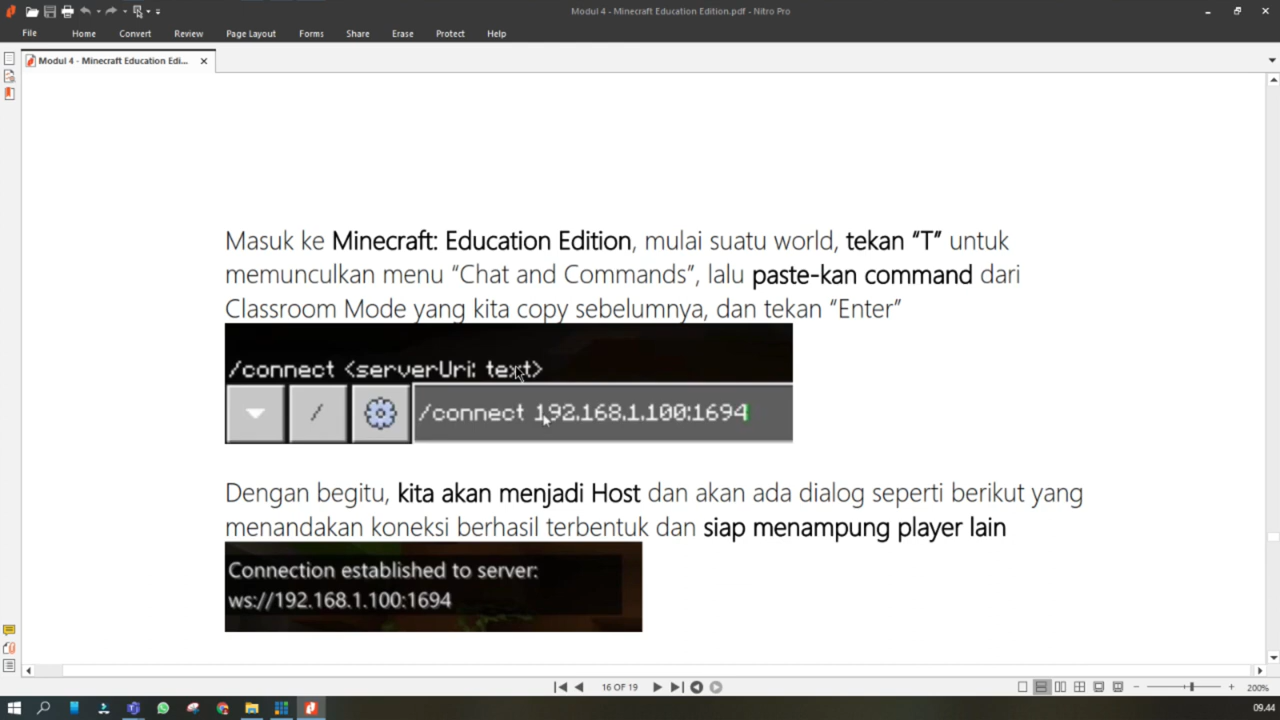 Modul 4 - Minecraft Education Edition.pdf - Nitro Pro
File Home Convert Review Page Layout Forms Share Erase Protect Help
Modul 4 - Minecraft Education Edi...
Masuk ke Minecraft: Education Edition, mulai suatu world, tekan “T” untuk
memunculkan menu “Chat and Commands”, lalu paste-kan command dari
Classroom Mode yang kita copy sebelumnya, dan tekan “Enter”
/connect <serverUri: text>
/ /connect 192.168.1.100:1694
Dengan begitu, kita akan menjadi Host dan akan ada dialog seperti berikut yang
menandakan koneksi berhasil terbentuk dan siap menampung player lain
Connection established to server:
ws://192.168.1.100:1694
16 OF 19
200%
09.44